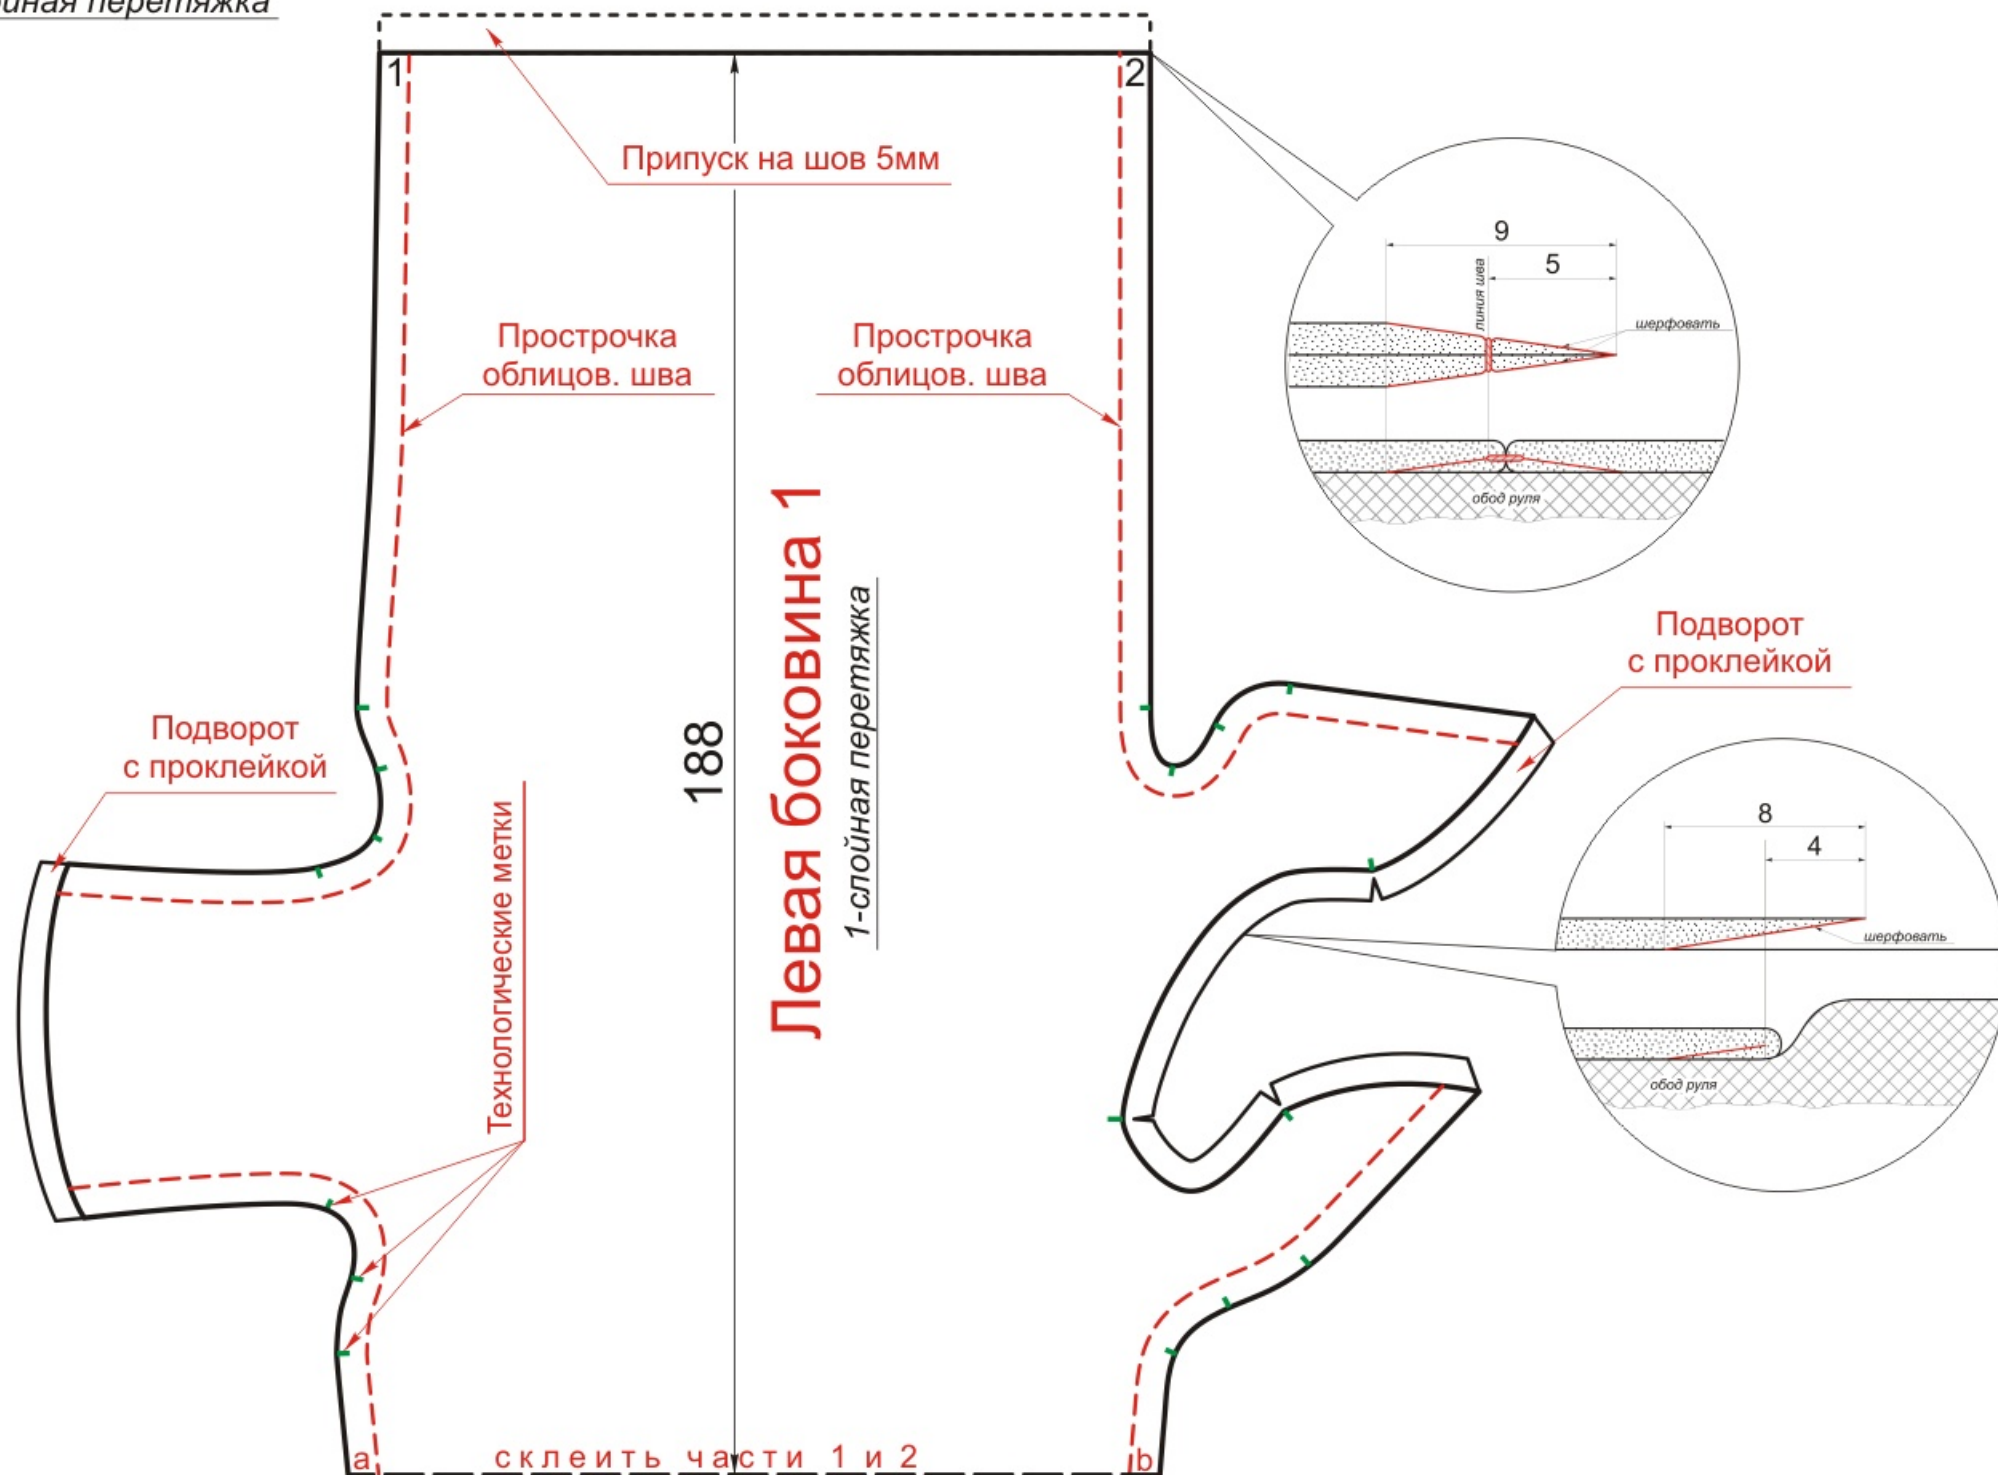 перетяжка
1
2
Припуск на шов 5мм
9
5
линия шва
шерфовать
обод руля
Прострочка
облицов. шва
Прострочка
облицов. шва
Левая боковина 1
1-слойная перетяжка
188
Подворот
с проклейкой
Подворот
с проклейкой
8
4
шерфовать
обод руля
Технологические метки
a
склеить части 1 и 2
b